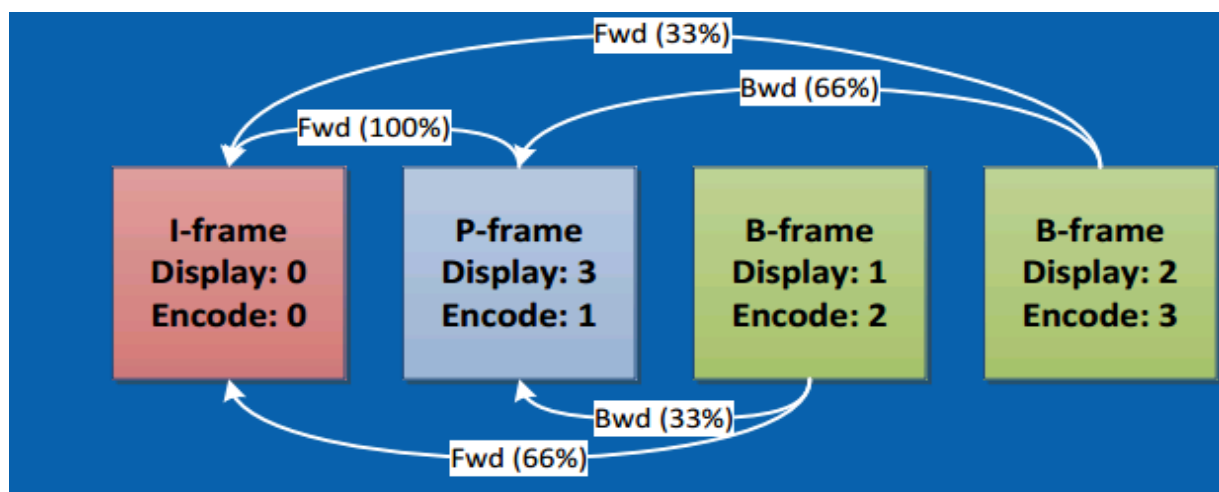 Fwd (33%)
Bwd (66%)
Fwd (100%)
I-frame
Display: 0
Encode: 0
P-frame
Display: 3
Encode: 1
B-frame
Display: 1
Encode: 2
B-frame
Display: 2
Encode: 3
Bwd (33%)
Fwd (66%)